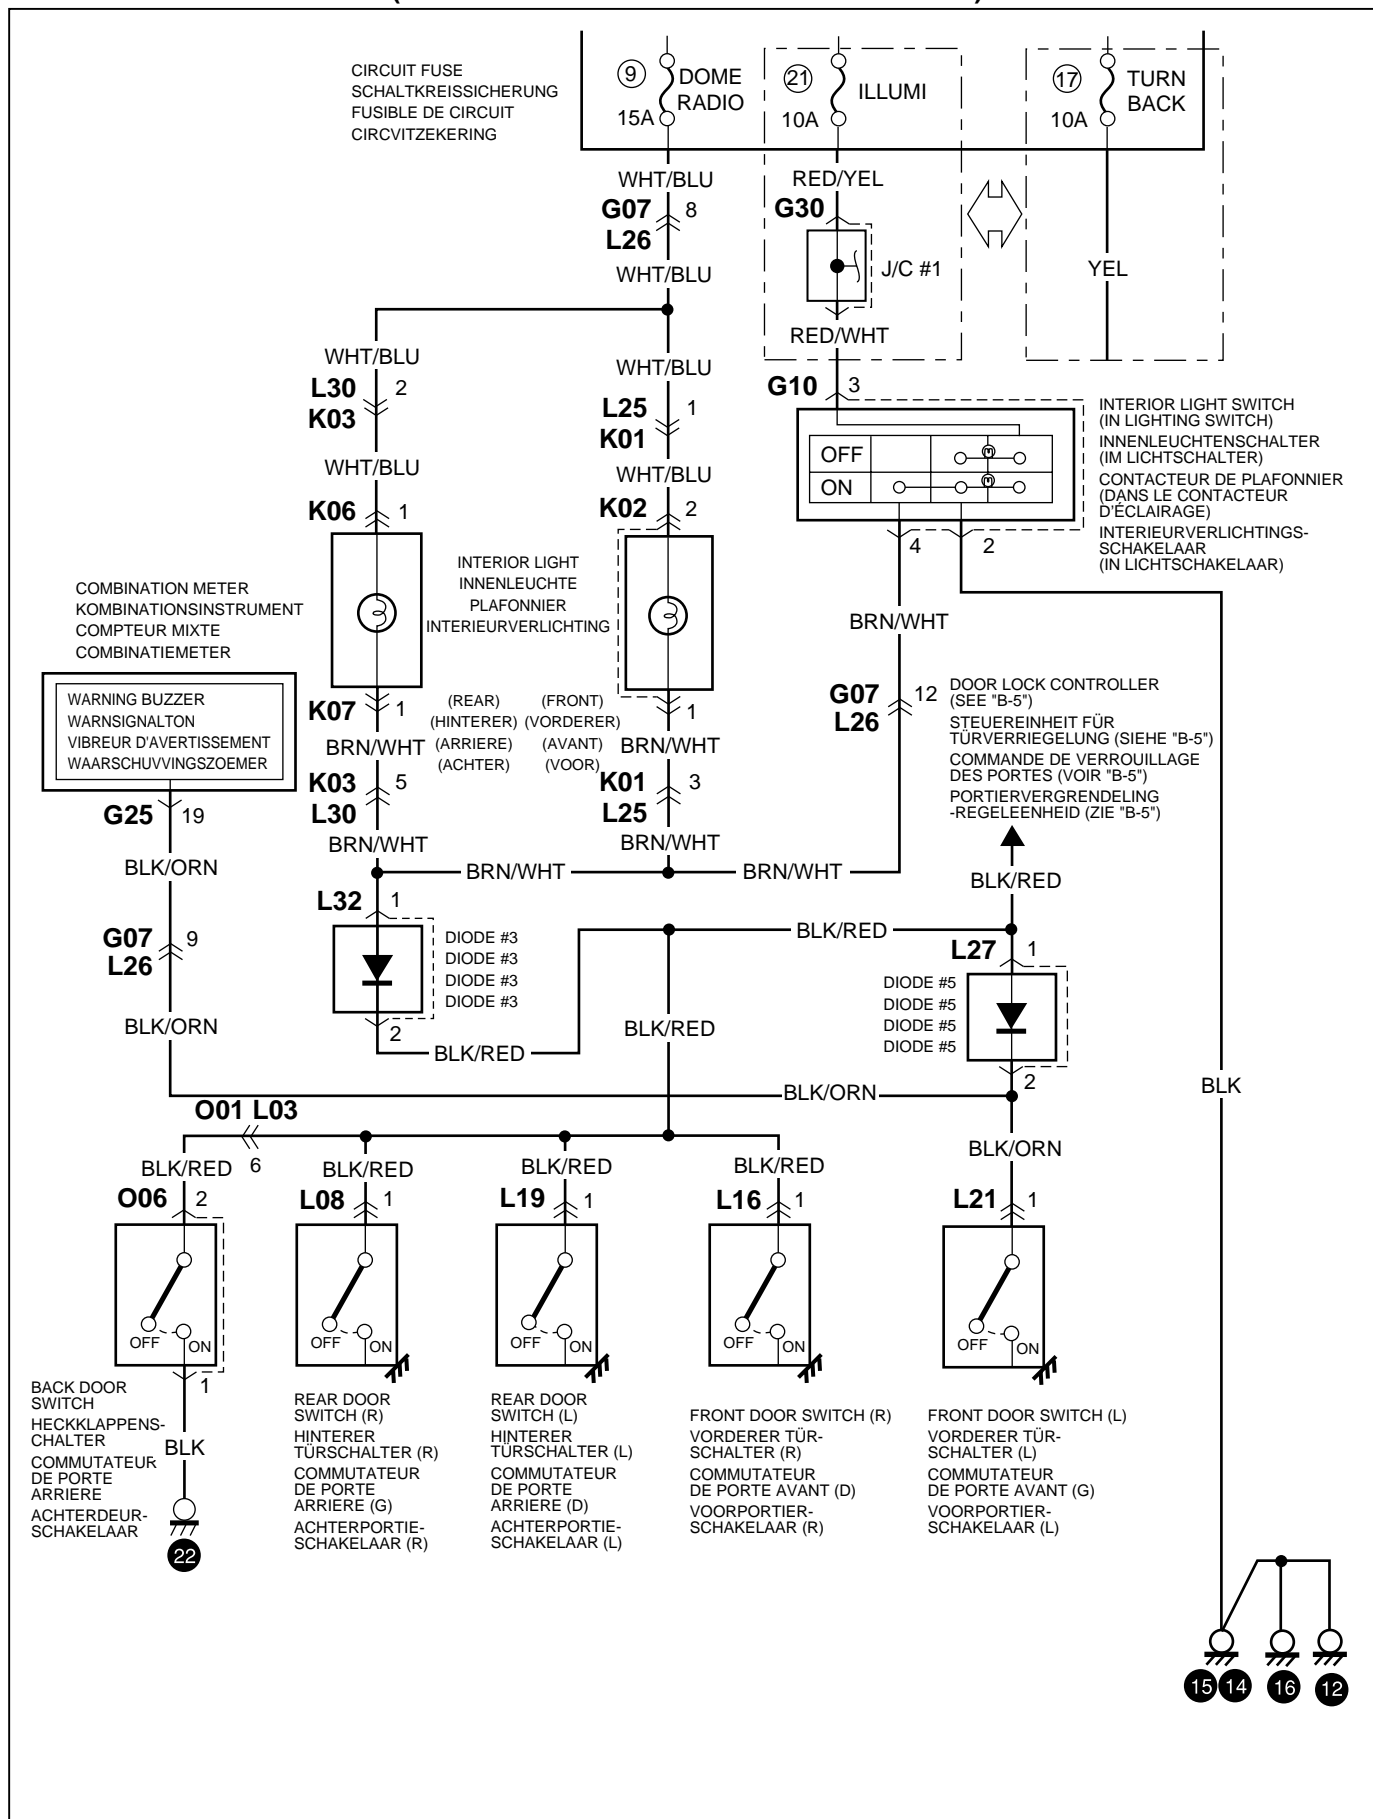 CIRCUIT FUSE
SCHALTKREISSICHERUNG
FUSIBLE DE CIRCUIT
CIRCVITZEKERING
9
DOME
RADIO
15A
21
ILLUMI
10A
17
TURN
BACK
10A
WHT/BLU
G07 8
L26
WHT/BLU
RED/YEL
G30
J/C #1
RED/WHT
YEL
WHT/BLU
L30 2
K03
WHT/BLU
K06 1
WHT/BLU
L25 1
K01
WHT/BLU
K02 2
G10 3
OFF
ON
4
2
INTERIOR LIGHT SWITCH
(IN LIGHTING SWITCH)
INNENLEUCHTENSCHALTER
(IM LICHTSCHALTER)
CONTACTEUR DE PLAFONNIER
(DANS LE CONTACTEUR
D'ÉCLAIRAGE)
INTERIEURVERLICHTINGS-
SCHAKELAAR
(IN LICHTSCHAKELAAR)
INTERIOR LIGHT
INNENLEUCHTE
PLAFONNIER
INTERIEURVERLICHTING
COMBINATION METER
KOMBINATIONSINSTRUMENT
COMPTEUR MIXTE
COMBINATIEMETER
WARNING BUZZER
WARNSIGNALTON
VIBREUR D'AVERTISSEMENT
WAARSCHUVVINGSZOEMER
G25 19
BLK/ORN
G07 9
L26
BLK/ORN
K07 1
BRN/WHT
K03 5
L30
BRN/WHT
(REAR) (FRONT)
(HINTERER) (VORDERER)
(ARRIERE) (AVANT)
(ACHTER) (VOOR)
1
BRN/WHT
K01 3
L25
BRN/WHT
BRN/WHT
G07 12
L26
DOOR LOCK CONTROLLER
(SEE "B-5")
STEUEREINHEIT FÜR
TÜRVERRIEGELUNG (SIEHE "B-5")
COMMANDE DE VERROUILLAGE
DES PORTES (VOIR "B-5")
PORTIERVERGRENDELING
-REGELEENHEID (ZIE "B-5")
BLK/RED
BRN/WHT
BRN/WHT
L32 1
DIODE #3
DIODE #3
DIODE #3
DIODE #3
2
BLK/RED
BLK/RED
BLK/RED
L27 1
DIODE #5
DIODE #5
DIODE #5
DIODE #5
2
BLK/ORN
BLK
O01 L03
6
BLK/RED
O06 2
BLK/RED
L08 1
BLK/RED
L19 1
BLK/RED
L16 1
BLK/ORN
L21 1
OFF ON
OFF ON
OFF ON
OFF ON
OFF ON
1
BACK DOOR
SWITCH
HECKKLAPPENS-
CHALTER
COMMUTATEUR
DE PORTE
ARRIERE
ACHTERDEUR-
SCHAKELAAR
BLK
22
REAR DOOR
SWITCH (R)
HINTERER
TÜRSCHALTER (R)
COMMUTATEUR
DE PORTE
ARRIERE (G)
ACHTERPORTIE-
SCHAKELAAR (R)
REAR DOOR
SWITCH (L)
HINTERER
TÜRSCHALTER (L)
COMMUTATEUR
DE PORTE
ARRIERE (D)
ACHTERPORTIE-
SCHAKELAAR (L)
FRONT DOOR SWITCH (R)
VORDERER TÜR-
SCHALTER (R)
COMMUTATEUR
DE PORTE AVANT (D)
VOORPORTIER-
SCHAKELAAR (R)
FRONT DOOR SWITCH (L)
VORDERER TÜR-
SCHALTER (L)
COMMUTATEUR
DE PORTE AVANT (G)
VOORPORTIER-
SCHAKELAAR (L)
15 14 16 12